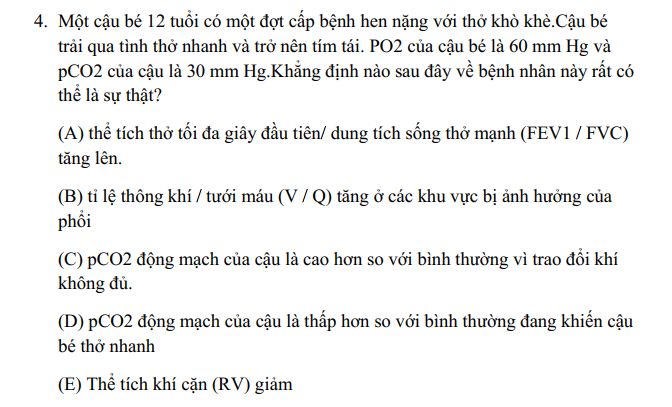 4. Một cậu bé 12 tuổi có một đợt cấp bệnh hen nặng với thở khò khè.Cậu bé
trải qua tình thở nhanh và trở nên tím tái. PO2 của cậu bé là 60 mm Hg và
pCO2 của cậu là 30 mm Hg.Khẳng định nào sau đây về bệnh nhân này rất có
thể là sự thật?
(A) thể tích thở tối đa giây đầu tiên/ dung tích sống thở mạnh (FEV1 / FVC)
tăng lên.
(B) tỉ lệ thông khí / tưới máu (V / Q) tăng ở các khu vực bị ảnh hưởng của
phổi
(C) pCO2 động mạch của cậu là cao hơn so với bình thường vì trao đổi khí
không đủ.
(D) pCO2 động mạch của cậu là thấp hơn so với bình thường đang khiến cậu
bé thở nhanh
(E) Thể tích khí cặn (RV) giảm